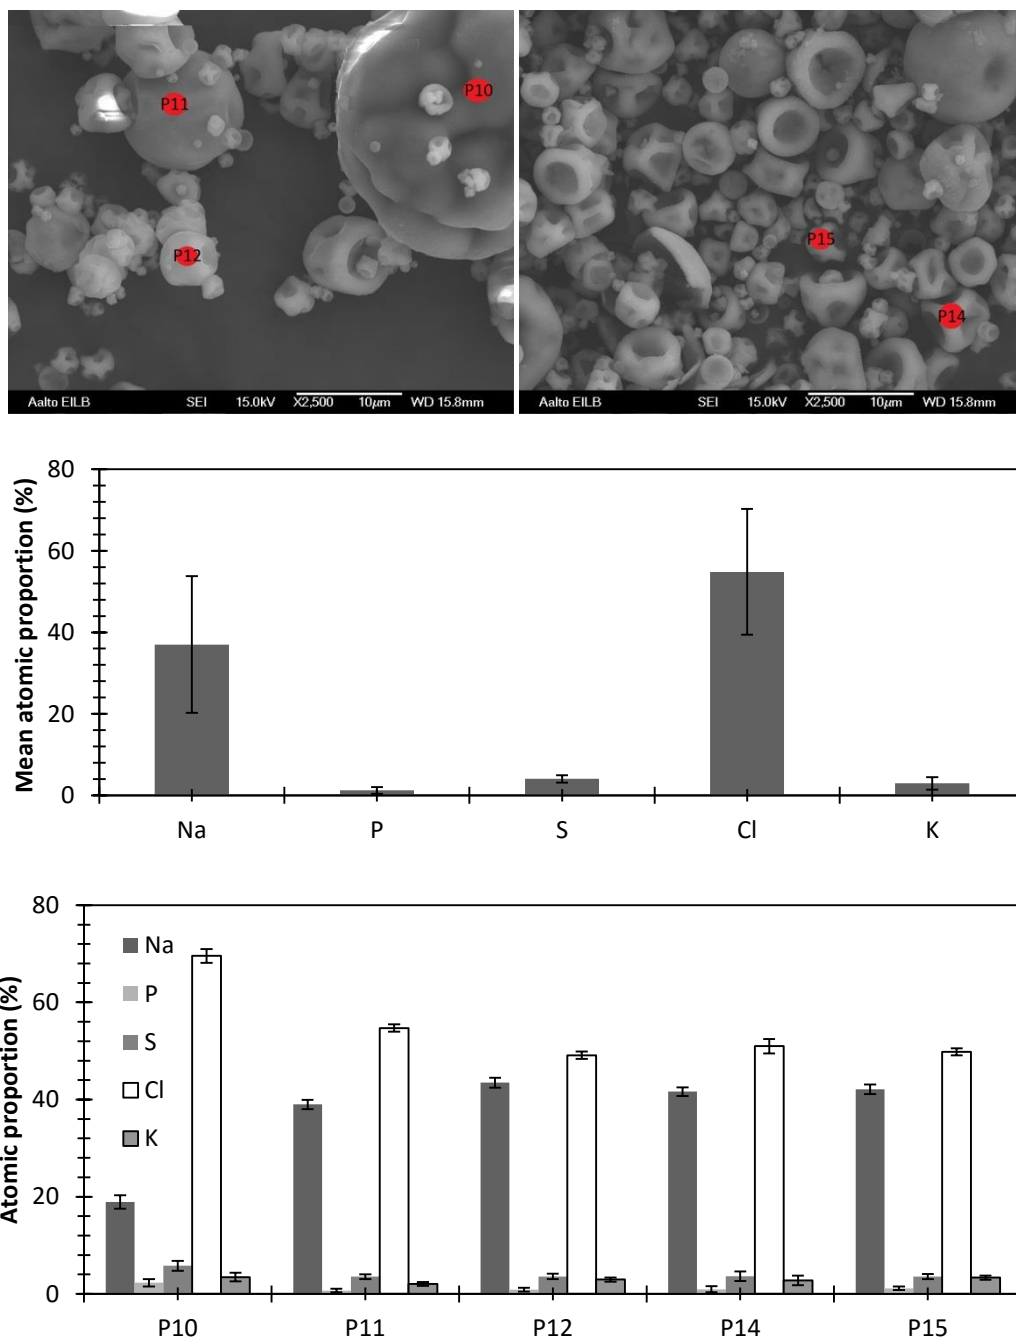 P11
P10
P12
Aalto EILB SEI 15.0kV X2,500 10µm WD 15.8mm
P15
P14
Aalto EILB SEI 15.0kV X2,500 10µm WD 15.8mm
Mean atomic proportion (%)
80
60
40
20
0
Na P S Cl K
Atomic proportion (%)
80
60
40
20
0
Na
P
S
Cl
K
P10 P11 P12 P14 P15